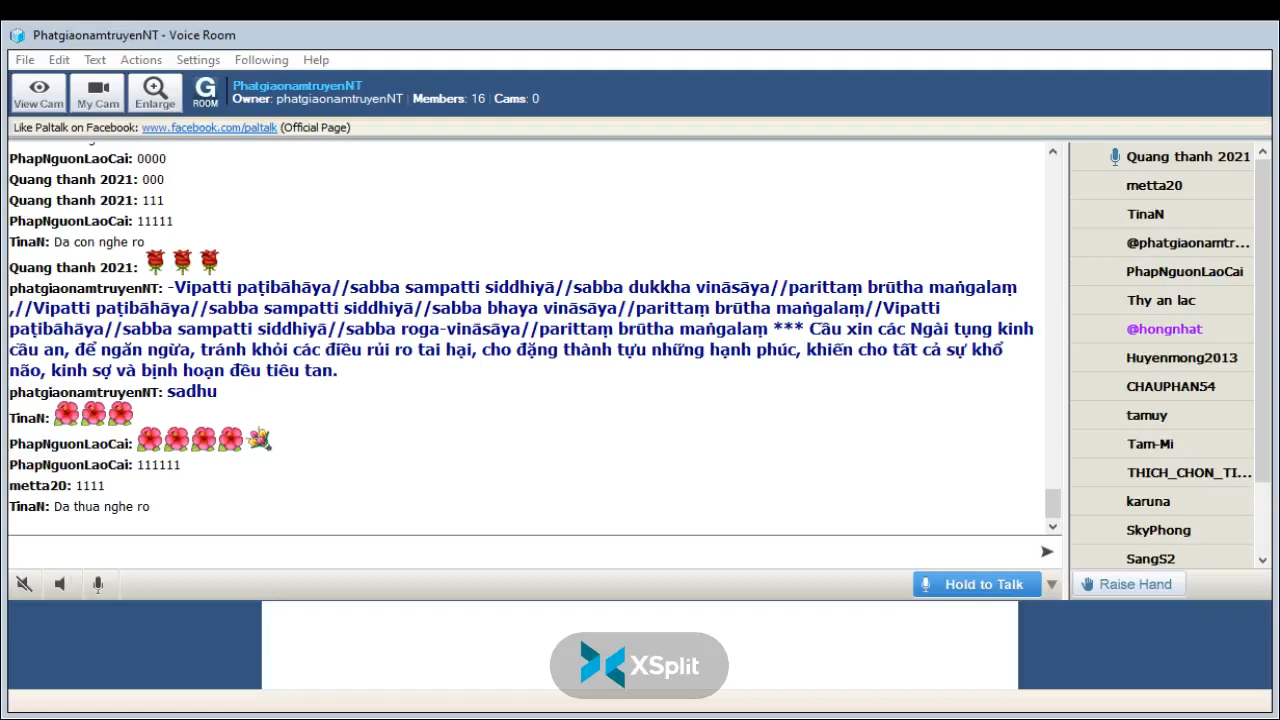 PhatgiaonamtruyenNT - Voice Room
File Edit Text Actions Settings Following Help
View Cam My Cam Enlarge G ROOM
PhatgiaonamtruyenNT
Owner: phatgiaonamtruyenNT | Members: 16 | Cams: 0
Like Paltalk on Facebook: www.facebook.com/paltalk (Official Page)
PhapNguonLaoCai: 0000
Quang thanh 2021: 000
Quang thanh 2021: 111
PhapNguonLaoCai: 11111
TinaN: Da con nghe ro
Quang thanh 2021:
phatgiaonamtruyenNT: -Vipatti paṭibāhāya//sabba sampatti siddhiyā//sabba dukkha vināsāya//parittaṃ brūtha maṅgalaṃ
,//Vipatti paṭibāhāya//sabba sampatti siddhiyā//sabba bhaya vināsāya//parittaṃ brūtha maṅgalaṃ//Vipatti
paṭibāhāya//sabba sampatti siddhiyā//sabba roga-vināsāya//parittaṃ brūtha maṅgalaṃ *** Cầu xin các Ngài tụng kinh
cầu an, để ngăn ngừa, tránh khỏi các điều rủi ro tai hại, cho đặng thành tựu những hạnh phúc, khiến cho tất cả sự khổ
não, kinh sợ và bịnh hoạn đều tiêu tan.
phatgiaonamtruyenNT: sadhu
TinaN:
PhapNguonLaoCai:
PhapNguonLaoCai: 111111
metta20: 1111
TinaN: Da thua nghe ro
Hold to Talk
Quang thanh 2021
metta20
TinaN
@phatgiaonamtr...
PhapNguonLaoCai
Thy an lac
@hongnhat
Huyenmong2013
CHAUPHAN54
tamuy
Tam-Mi
THICH_CHON_TI...
karuna
SkyPhong
SangS2
Raise Hand
XSplit